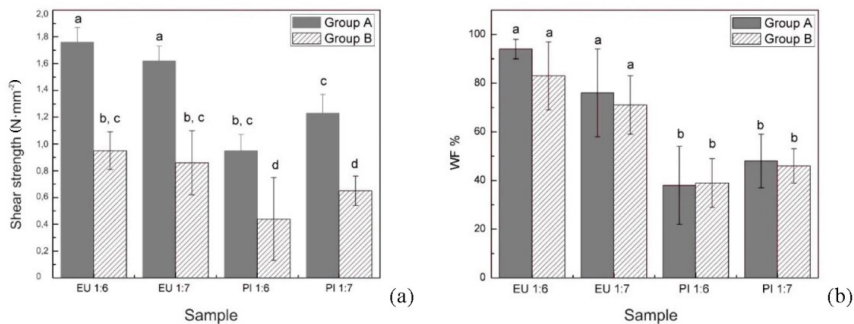 2,0
1,8
1,6
1,4
1,2
1,0
0,8
0,6
0,4
0,2
0
Shear strength (N·mm⁻²)
Group A
Group B
a
b, c
a
b, c
b, c
d
c
d
EU 1:6 EU 1:7 PI 1:6 PI 1:7
Sample
(a)
100
80
60
40
20
0
WF %
Group A
Group B
a
a
a
a
b
b
b
b
EU 1:6 EU 1:7 PI 1:6 PI 1:7
Sample
(b)